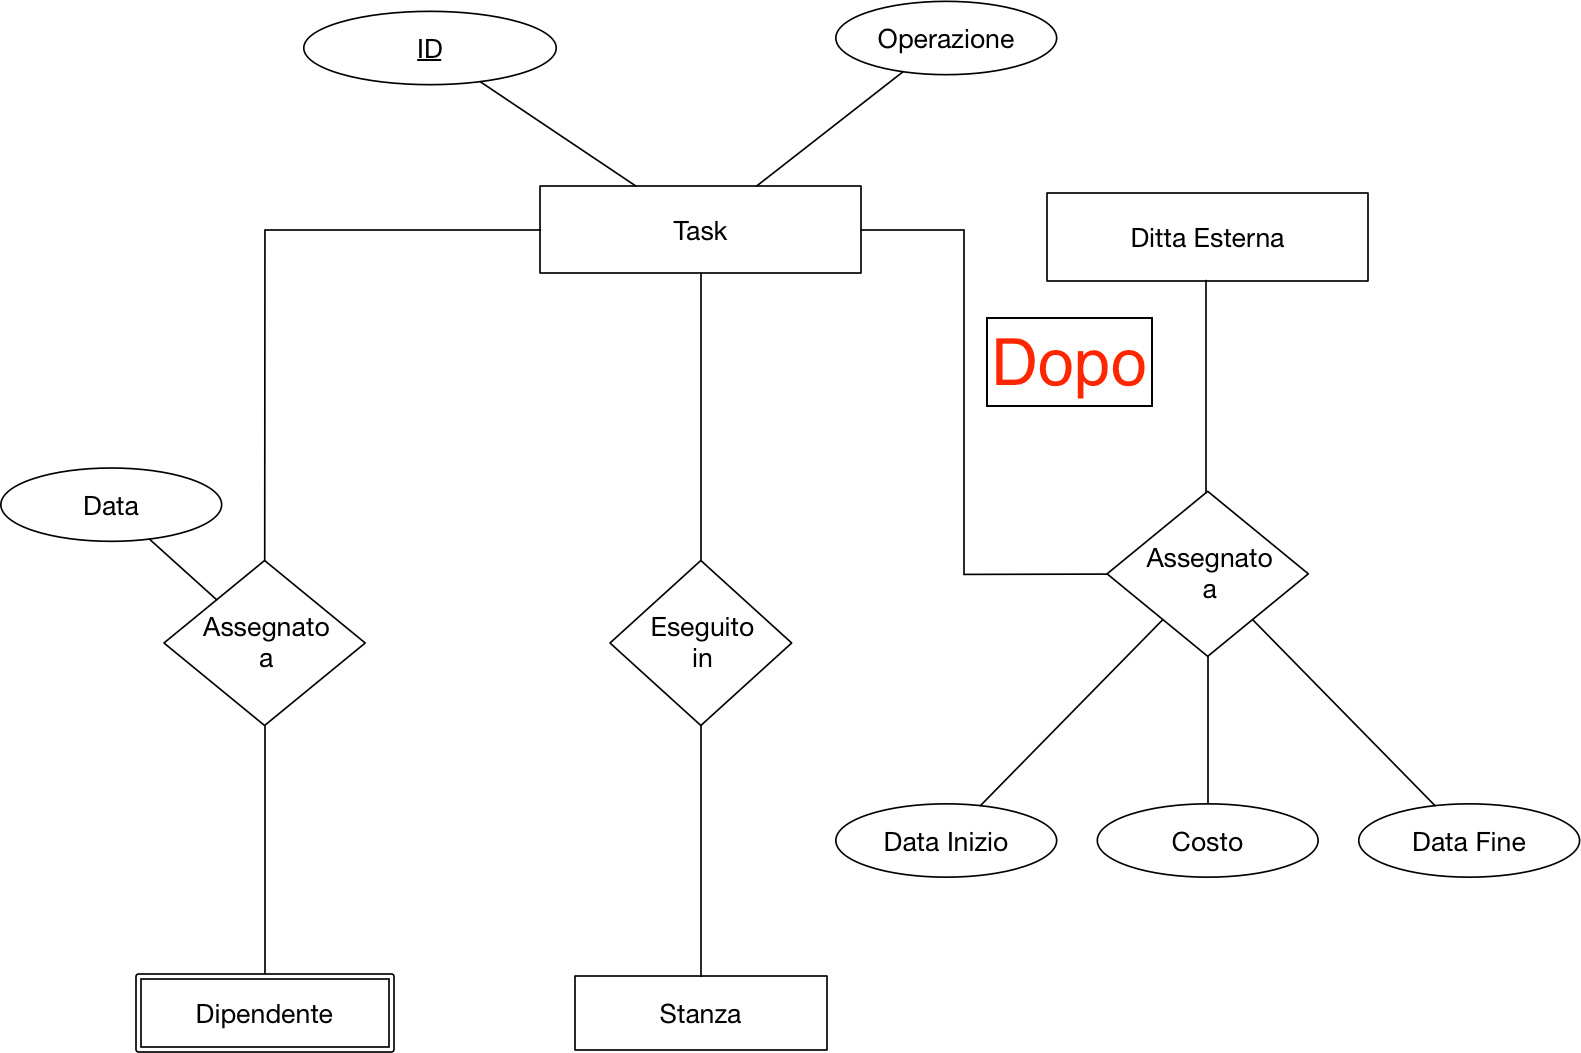 ID
Operazione
Task
Ditta Esterna
Dopo
Data
Assegnato
a
Eseguito
in
Assegnato
a
Data Inizio
Costo
Data Fine
Dipendente
Stanza